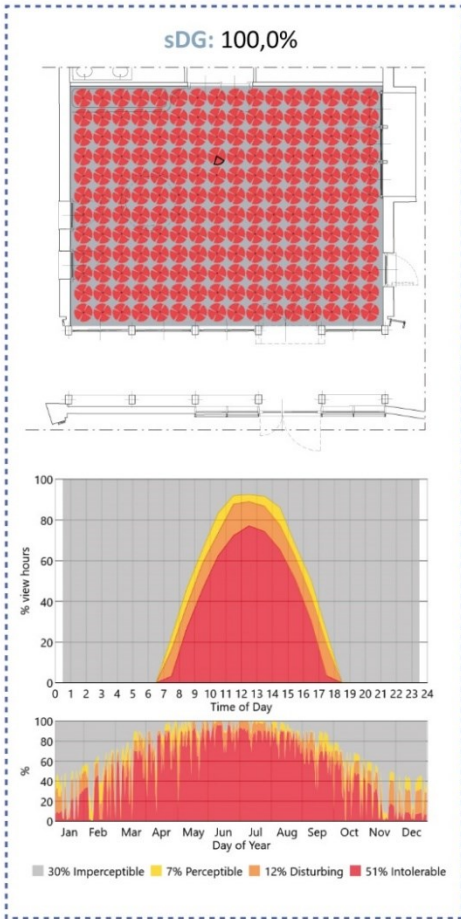 sDG: 100,0%
100
80
60
40
20
0
% view hours
0 1 2 3 4 5 6 7 8 9 10 11 12 13 14 15 16 17 18 19 20 21 22 23 24
Time of Day
100
80
60
40
20
0
%
Jan Feb Mar Apr May Jun Jul Aug Sep Oct Nov Dec
Day of Year
30% Imperceptible 7% Perceptible 12% Disturbing 51% Intolerable